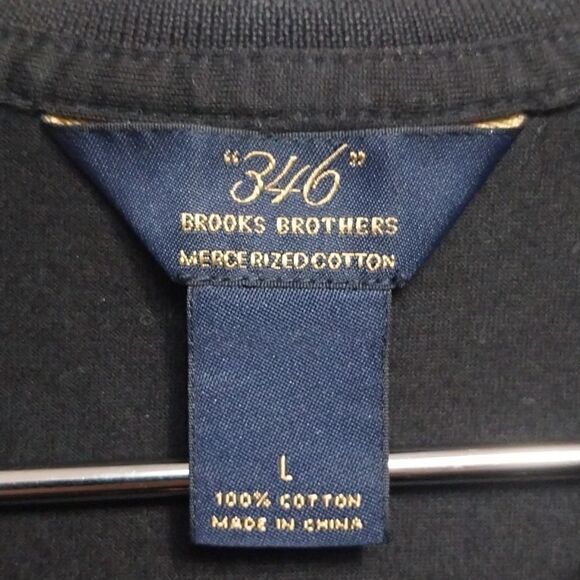 "346"
BROOKS BROTHERS
MERCERIZED COTTON
L
100% COTTON
MADE IN CHINA